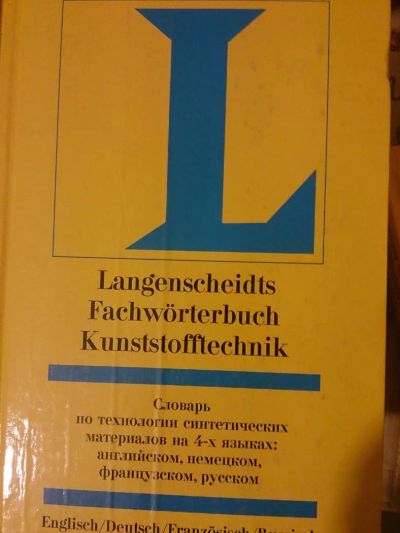 L
Langenscheidts
Fachwörterbuch
Kunststofftechnik
Словарь
по технологии синтетических
материалов на 4-х языках:
английском, немецком,
французском, русском
Englisch/Deutsch/Französisch/